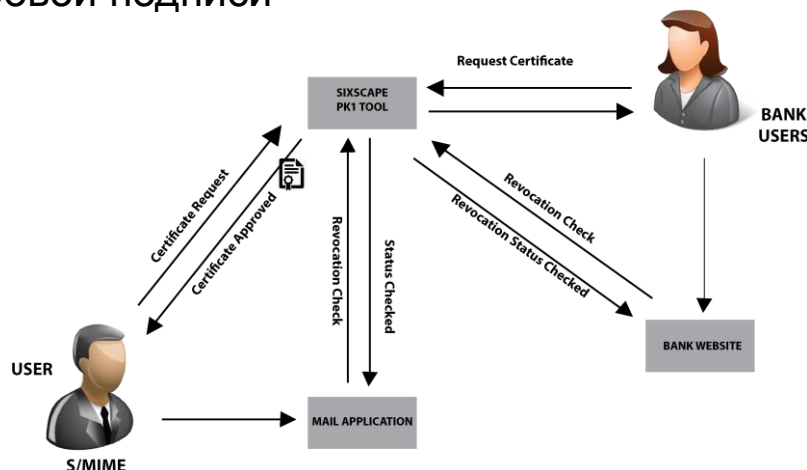 подписи
Request Certificate
SIXSCAPE
PK1 TOOL
BANK
USERS
Certificate Request
Certificate Approved
Revocation Check
Status Checked
Revocation Check
Revocation Status Checked
BANK WEBSITE
USER
MAIL APPLICATION
S/MIME